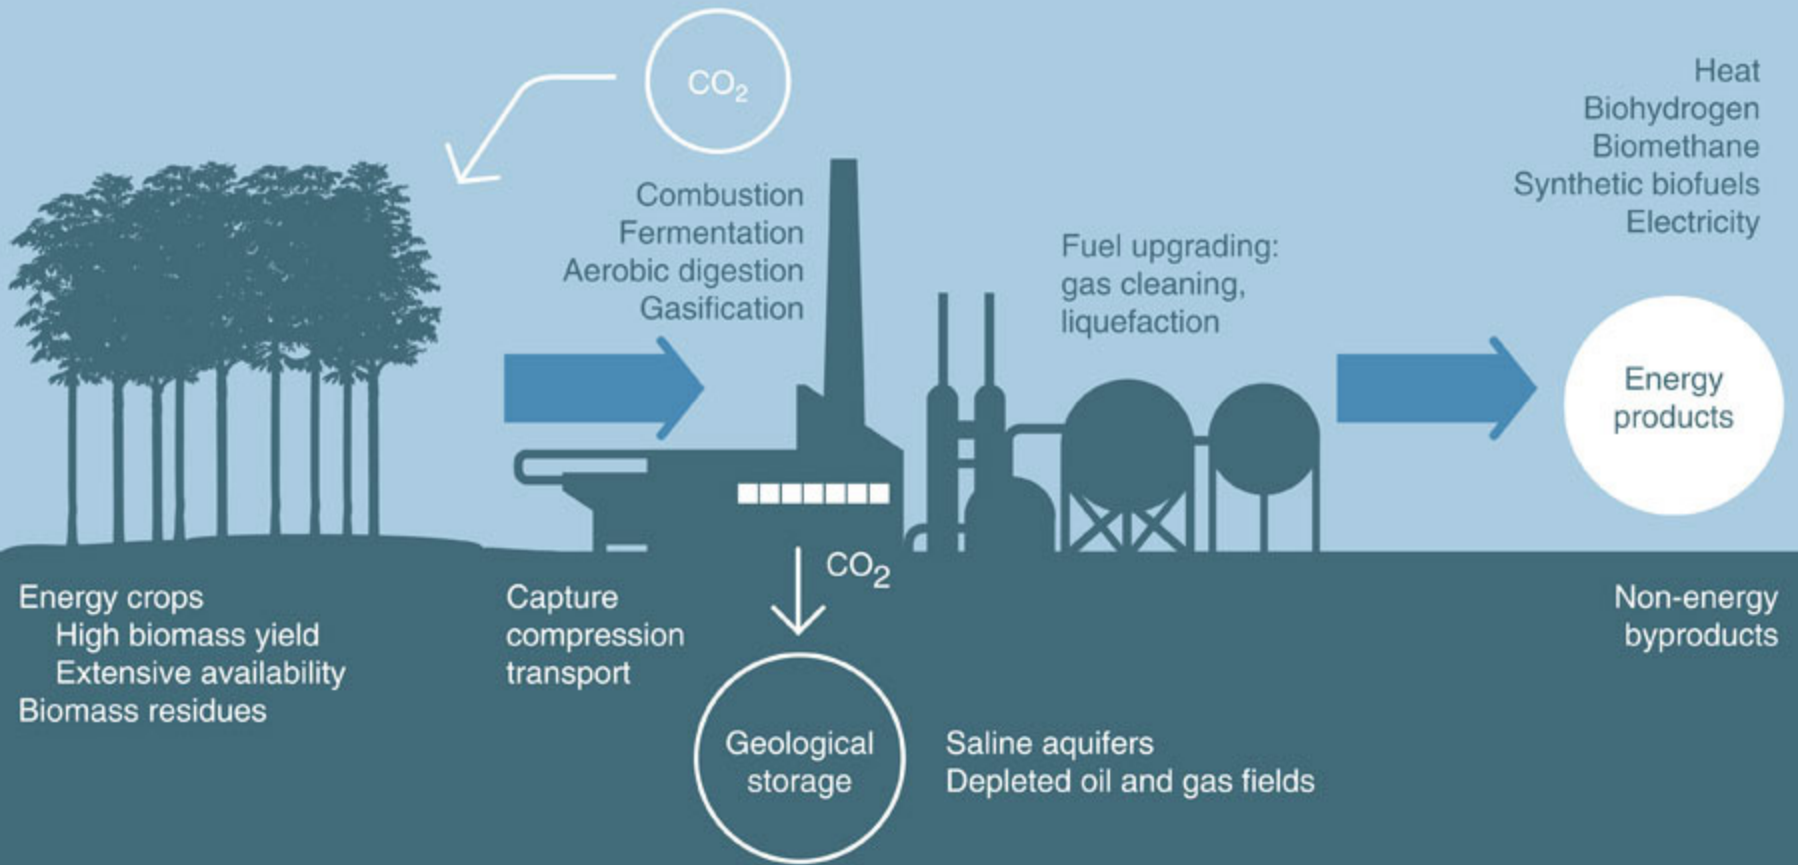 CO₂
Combustion
Fermentation
Aerobic digestion
Gasification
Fuel upgrading:
gas cleaning,
liquefaction
Heat
Biohydrogen
Biomethane
Synthetic biofuels
Electricity
Energy
products
Energy crops
High biomass yield
Extensive availability
Biomass residues
Capture
compression
transport
CO₂
Geological
storage
Saline aquifers
Depleted oil and gas fields
Non-energy
byproducts